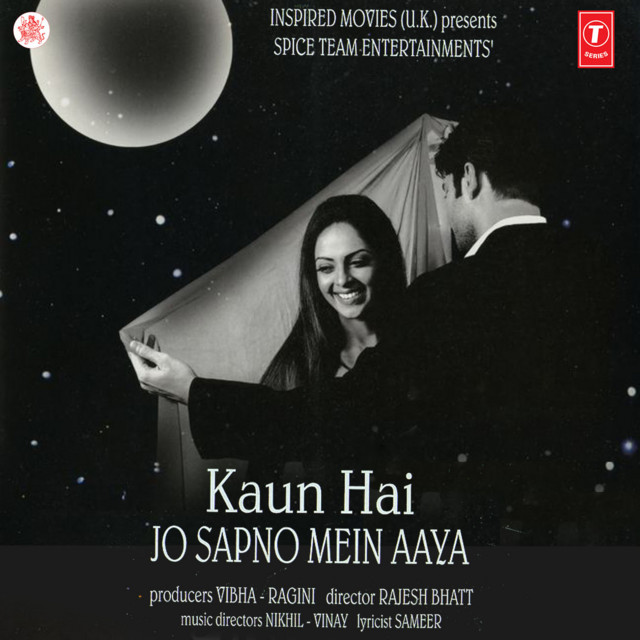 INSPIRED MOVIES (U.K.) presents
SPICE TEAM ENTERTAINMENTS'
T
SERIES
Kaun Hai
JO SAPNO MEIN AAYA
producers VIBHA - RAGINI director RAJESH BHATT
music directors NIKHIL - VINAY lyricist SAMEER